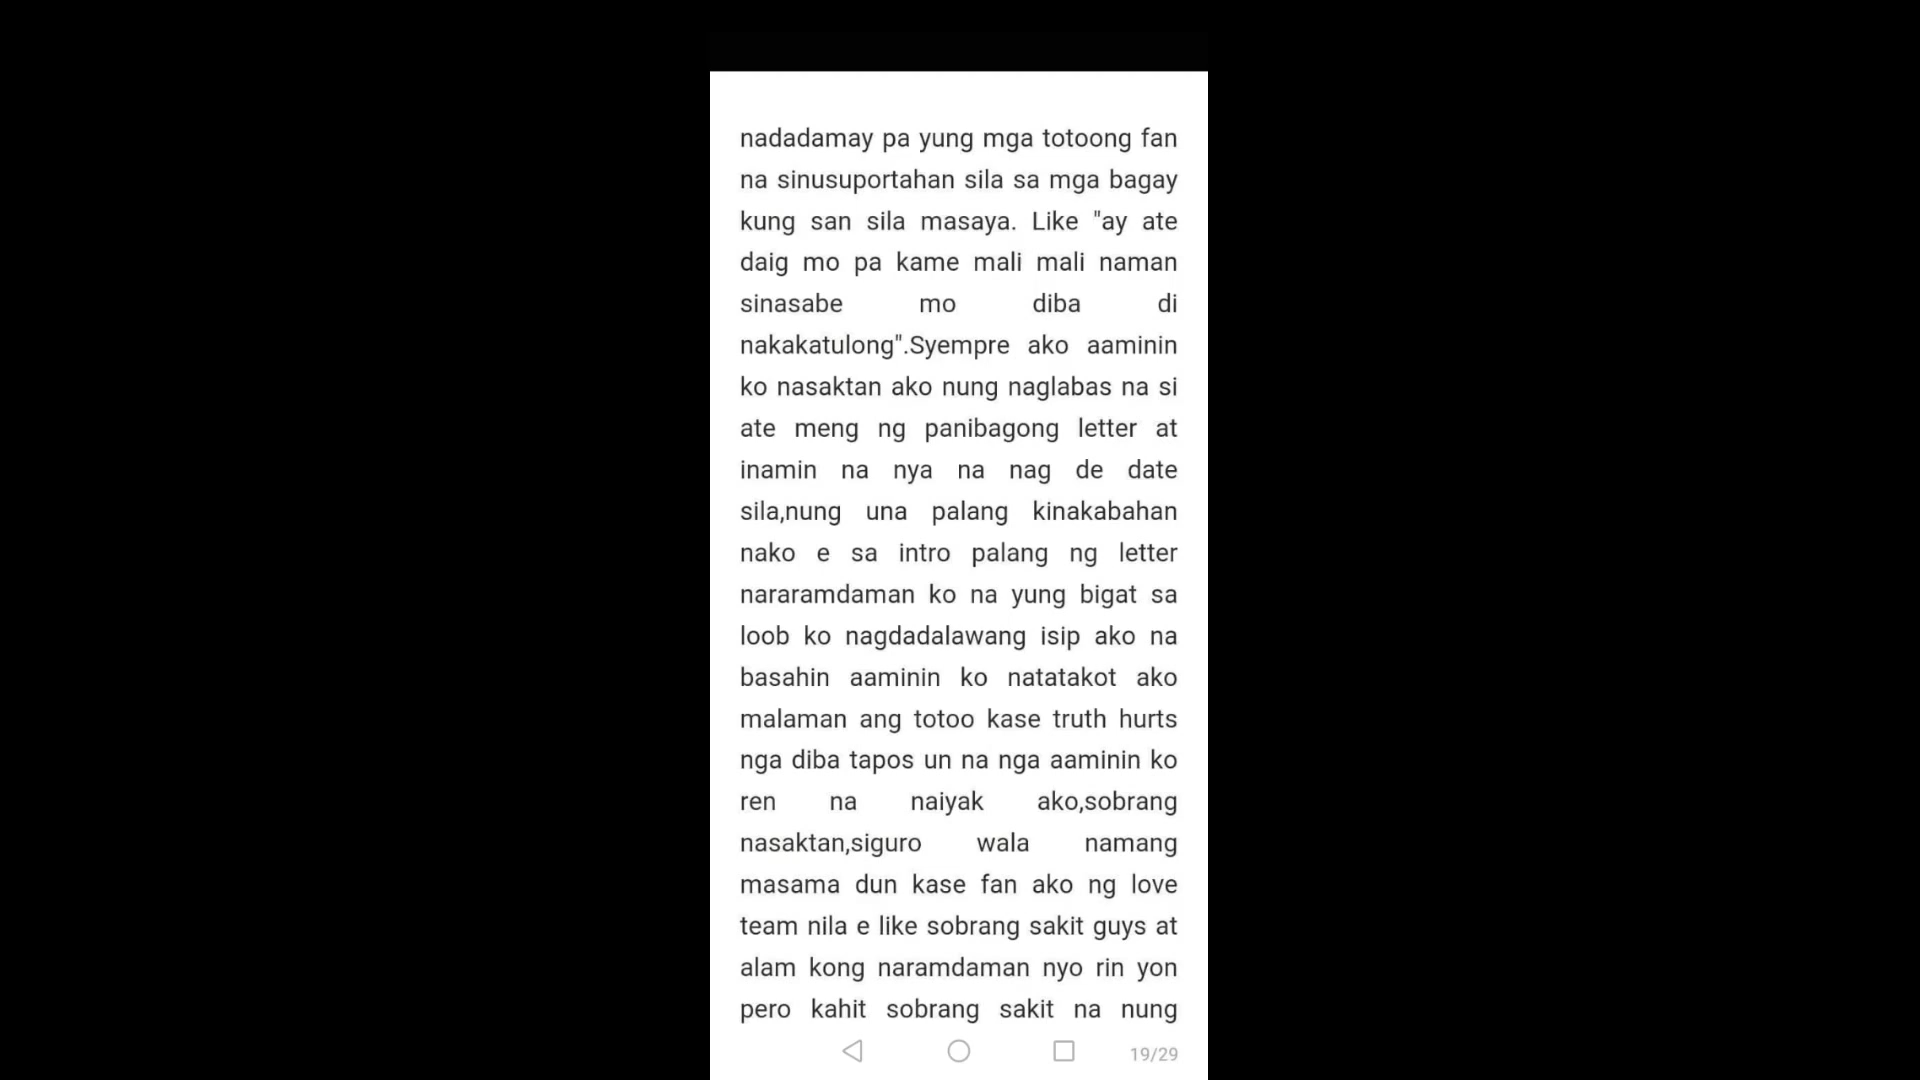 nadadamay pa yung mga totoong fan
na sinusuportahan sila sa mga bagay
kung san sila masaya. Like "ay ate
daig mo pa kame mali mali naman
sinasabe mo diba di
nakakatulong".Syempre ako aaminin
ko nasaktan ako nung naglabas na si
ate meng ng panibagong letter at
inamin na nya na nag de date
sila,nung una palang kinakabahan
nako e sa intro palang ng letter
nararamdaman ko na yung bigat sa
loob ko nagdadalawang isip ako na
basahin aaminin ko natatakot ako
malaman ang totoo kase truth hurts
nga diba tapos un na nga aaminin ko
ren na naiyak ako,sobrang
nasaktan,siguro wala namang
masama dun kase fan ako ng love
team nila e like sobrang sakit guys at
alam kong naramdaman nyo rin yon
pero kahit sobrang sakit na nung
19/29